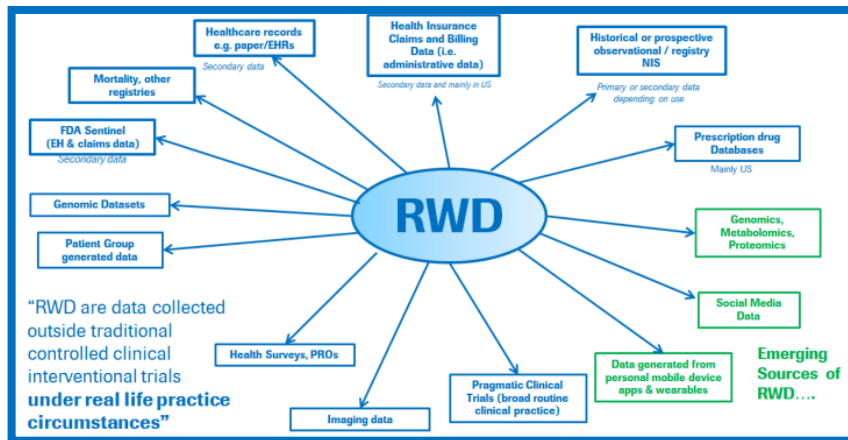 Healthcare records
e.g. paper/EHRs
Secondary data
Health Insurance
Claims and Billing
Data (i.e.
administrative data)
Secondary data and mainly in US
Historical or prospective
observational / registry
NIS
Primary or secondary data
depending on use
Mortality, other
registries
FDA Sentinel
(EH & claims data)
Secondary data
Prescription drug
Databases
Mainly US
RWD
Genomic Datasets
Genomics,
Metabolomics,
Proteomics
Patient Group
generated data
Social Media
Data
"RWD are data collected
outside traditional
controlled clinical
interventional trials
under real life practice
circumstances"
Health Surveys, PROs
Imaging data
Pragmatic Clinical
Trials (broad routine
clinical practice)
Data generated from
personal mobile device
apps & wearables
Emerging
Sources of
RWD....